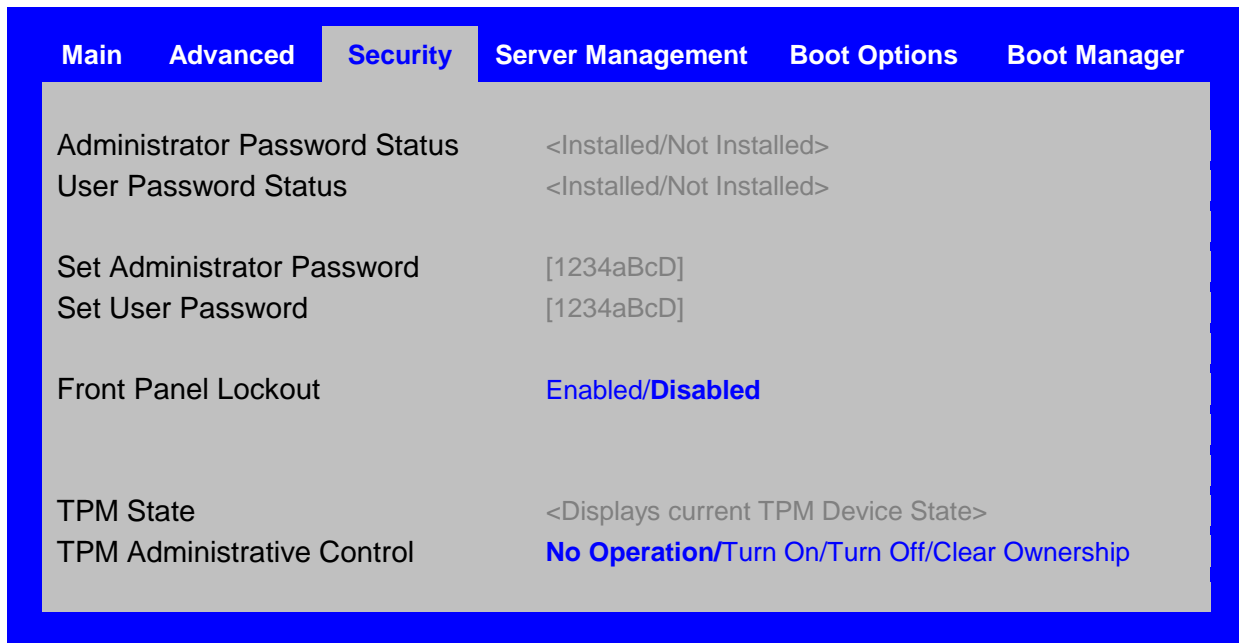 Main Advanced Security Server Management Boot Options Boot Manager
Administrator Password Status <Installed/Not Installed>
User Password Status <Installed/Not Installed>
Set Administrator Password [1234aBcD]
Set User Password [1234aBcD]
Front Panel Lockout Enabled/Disabled
TPM State <Displays current TPM Device State>
TPM Administrative Control No Operation/Turn On/Turn Off/Clear Ownership